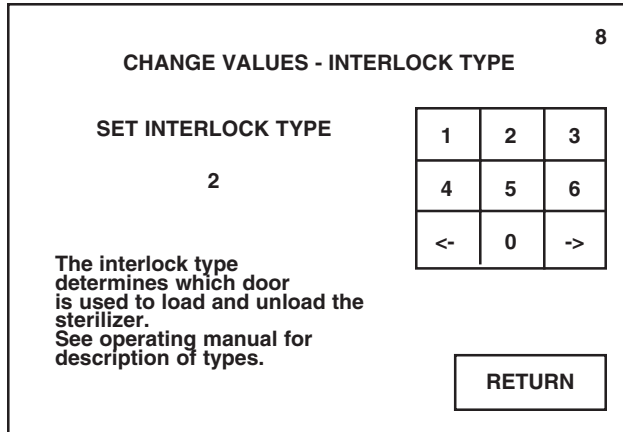 8
CHANGE VALUES - INTERLOCK TYPE
SET INTERLOCK TYPE
2
1 2 3
4 5 6
<- 0 ->
The interlock type
determines which door
is used to load and unload the
sterilizer.
See operating manual for
description of types.
RETURN